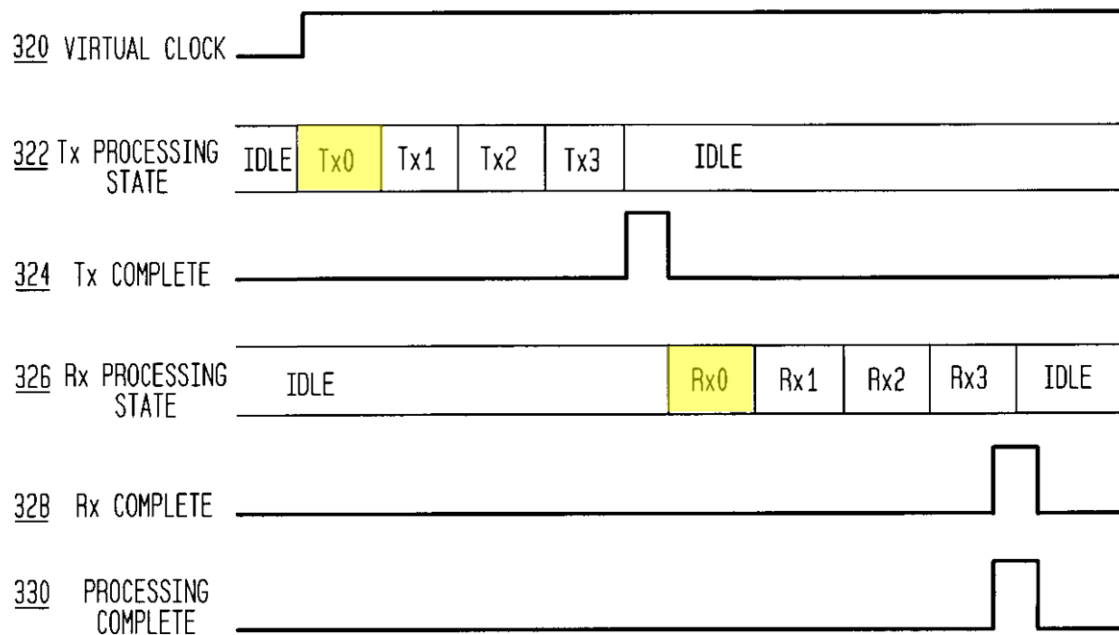 320 VIRTUAL CLOCK
322 Tx PROCESSING STATE
IDLE Tx0 Tx1 Tx2 Tx3 IDLE
324 Tx COMPLETE
326 Rx PROCESSING STATE
IDLE Rx0 Rx1 Rx2 Rx3 IDLE
328 Rx COMPLETE
330 PROCESSING COMPLETE